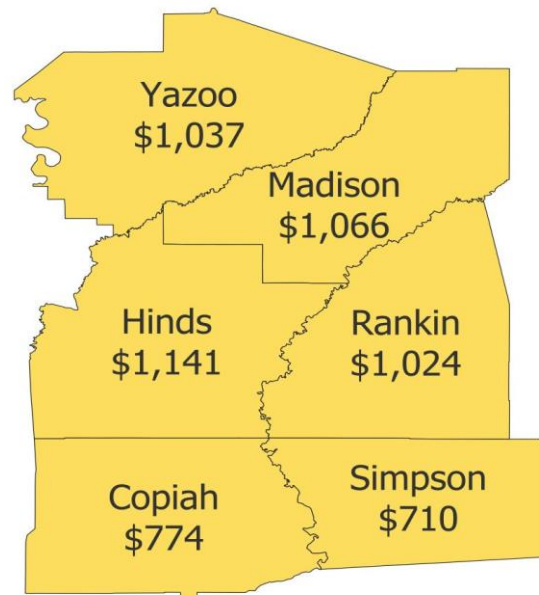 Yazoo
$1,037
Madison
$1,066
Hinds
$1,141
Rankin
$1,024
Copiah
$774
Simpson
$710